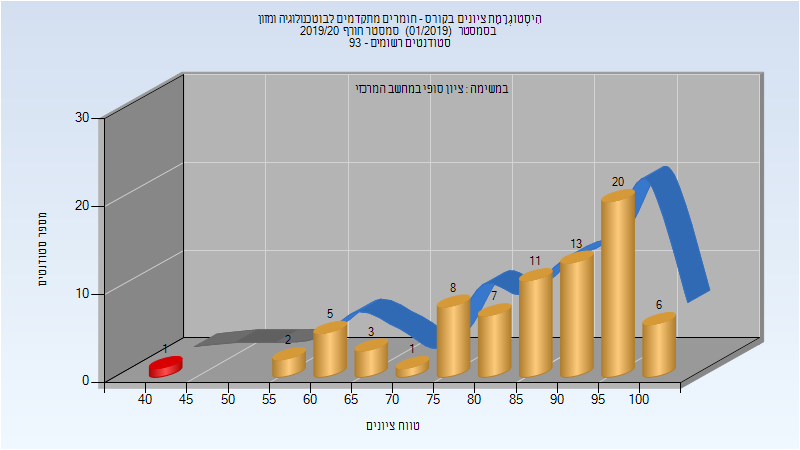 הִיסטוֹגרָמַת ציונים בקורס - חומרים מתקדמים לבוטכנולוגיה ומזון
בסמסטר (01/2019) סמסטר חורף 2019/20
סטודנטים רשומים - 93
במשימה : ציון סופי במחשב המרכזי
מספר סטודנטים
30
20
10
0
1
2
5
3
1
8
7
11
13
20
6
40 45 50 55 60 65 70 75 80 85 90 95 100
טווח ציונים